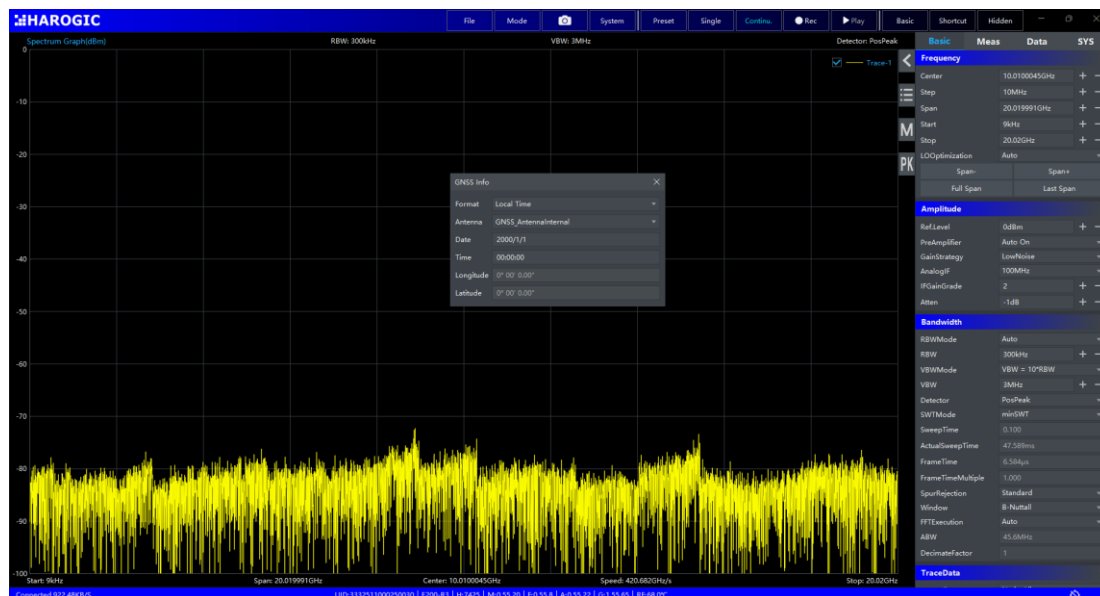 HAROGIC
File Mode System Preset Single Continu. Rec Play Basic Shortcut Hidden
Spectrum Graph(dBm) RBW: 300kHz VBW: 3MHz Detector: PosPeak
Trace-1
0
-10
-20
-30
-40
-50
-60
-70
-80
-90
-100
M
PK
GNSS Info
Format Local Time
Antenna GNSS_AntennaInternal
Date 2000/1/1
Time 00:00:00
Longitude 0° 00' 0.00"
Latitude 0° 00' 0.00"
Start: 9kHz Span: 20.019991GHz Center: 10.0100045GHz Speed: 420.682GHz/s Stop: 20.02GHz
Basic Meas Data SYS
Frequency
Center 10.0100045GHz + -
Step 10MHz + -
Span 20.019991GHz + -
Start 9kHz + -
Stop 20.02GHz + -
LOOptimization Auto
Span- Span+
Full Span Last Span
Amplitude
Ref.Level 0dBm + -
PreAmplifier Auto On
GainStrategy LowNoise
AnalogIF 100MHz
IFGainGrade 2 + -
Atten -1dB + -
Bandwidth
RBWMode Auto
RBW 300kHz + -
VBWMode VBW = 10*RBW
VBW 3MHz + -
Detector PosPeak
SWTMode minSWT
SweepTime 0.100
ActualSweepTime 47.589ms
FrameTime 6.584μs
FrameTimeMultiple 1.000
SpurRejection Standard
Window B-Nuttall
FFTExecution Auto
ABW 45.6MHz
DecimateFactor 1
TraceData
Connected 922.48KB/S